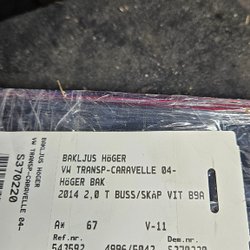 BAKLJUS HÖGER
VW TRANSP-CARAVELLE 04-
S3702220
BAKLJUS HÖGER
VW TRANSP-CARAVELLE 04-
HÖGER BAK
2014 2,0 T BUSS/SKÅP VIT B9A
A* 67 V-11
Ref.nr. Dem.nr.